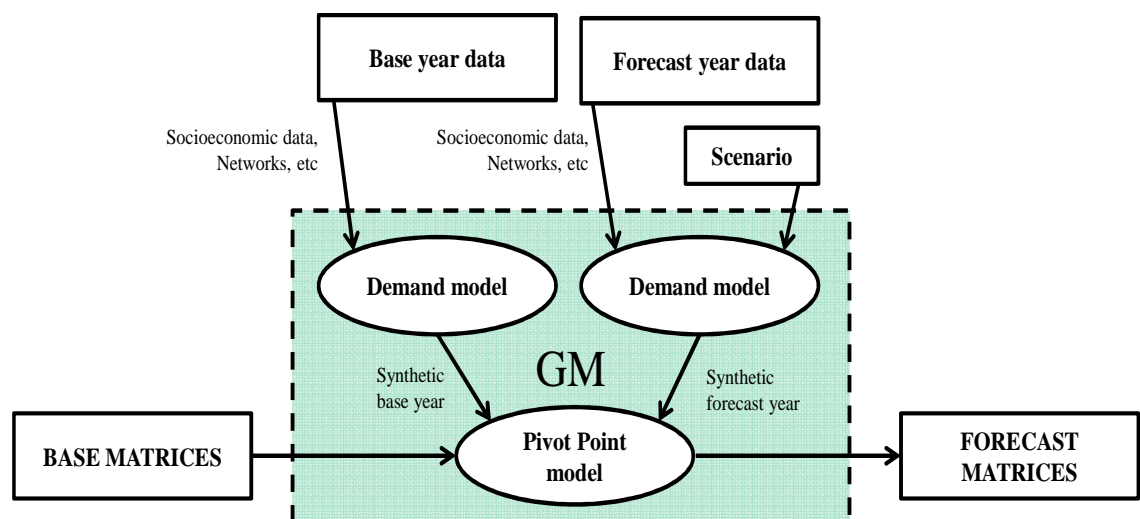 Base year data
Forecast year data
Socioeconomic data,
Networks, etc
Socioeconomic data,
Networks, etc
Scenario
Demand model
Demand model
GM
Synthetic
base year
Synthetic
forecast year
BASE MATRICES
Pivot Point
model
FORECAST
MATRICES